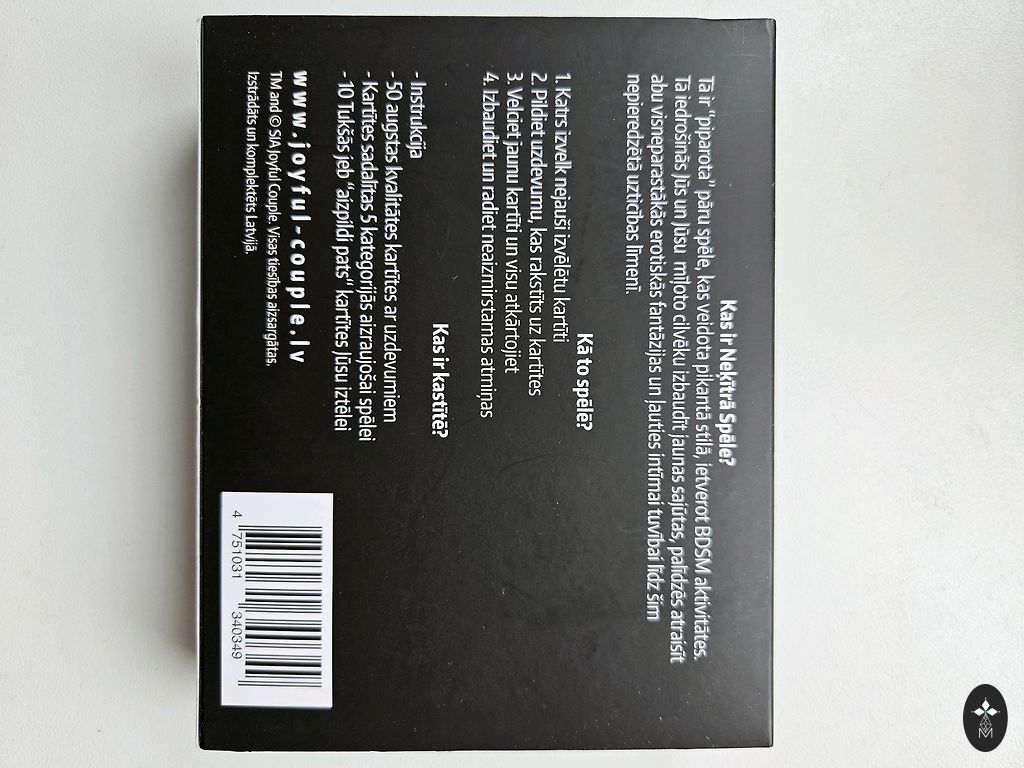 Kas ir Neķītrā Spēle?
Tā ir "piparota" pāru spēle, kas veidota pikantā stilā, ietverot BDSM aktivitātes.
Tā iedrošinās Jūs un Jūsu mīļoto cilvēku izbaudīt jaunas sajūtas, palīdzēs atraisīt
abu visneparastākās erotiskās fantāzijas un ļauties intīmai tuvībai līdz šim
nepieredzētā uzticības līmenī.
Kā to spēlē?
1. Katrs izvelk nejauši izvēlētu kartīti
2. Pildiet uzdevumu, kas rakstīts uz kartītes
3. Velciet jaunu kartīti un visu atkārtojiet
4. Izbaudiet un radiet neaizmirstamas atmiņas
Kas ir kastītē?
- Instrukcija
-50 augstas kvalitātes kartītes ar uzdevumiem
- Kartītes sadalītas 5 kategorijās aizraujošai spēlei
-10 Tukšās jeb "aizpildi pats" kartītes Jūsu iztēlei
www.joyful-couple.lv
TM and © SIA Joyful Couple. Visas tiesības aizsargātas.
Izstrādāts un komplektēts Latvijā.
4 751031 340349
M